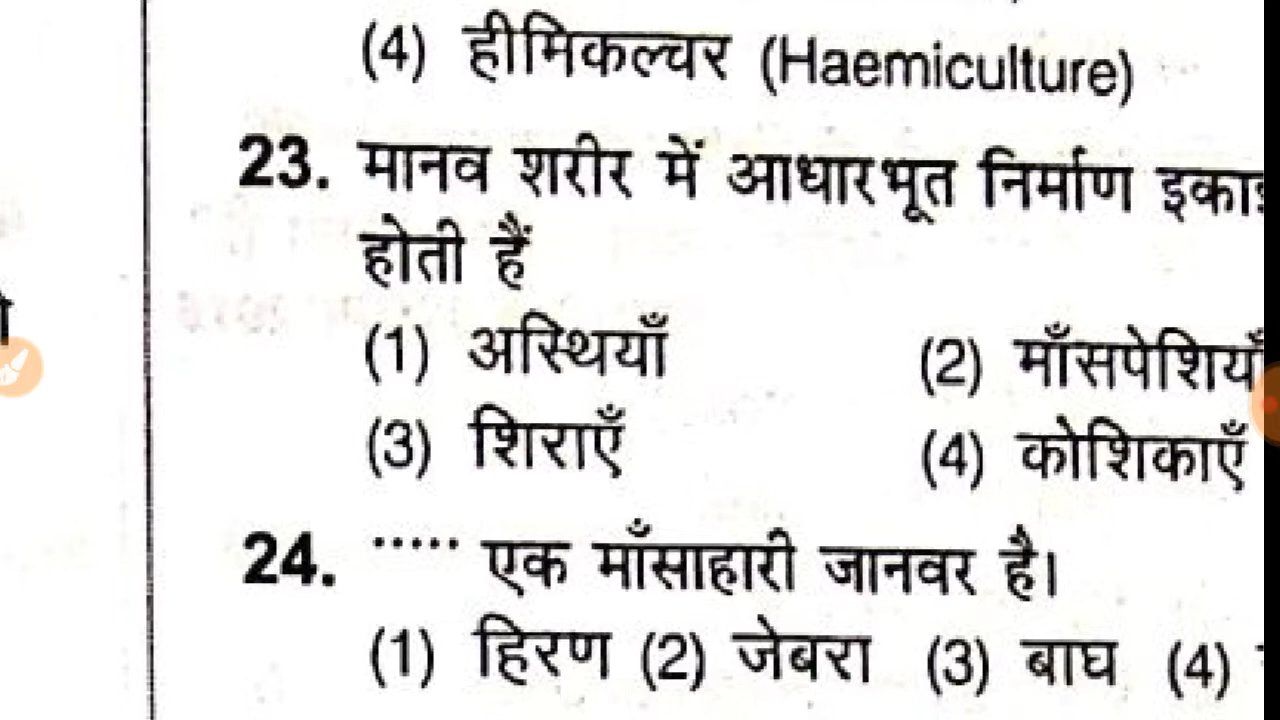 (4) हीमिकल्चर (Haemiculture)
23. मानव शरीर में आधारभूत निर्माण
होती हैं
(1) अस्थियाँ (2) माँसपेशियाँ
(3) शिराएँ (4) कोशिकाएँ
24. ..... एक माँसाहारी जानवर है।
(1) हिरण (2) जेबरा (3) बाघ (4)